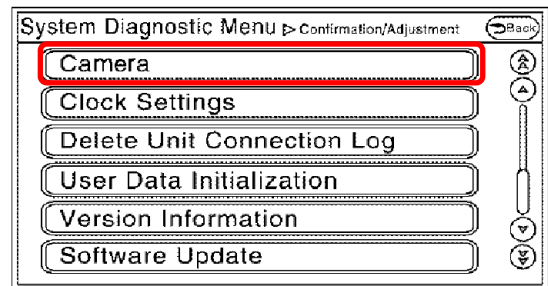 System Diagnostic Menu ▷ Confirmation/Adjustment Back
Camera
Clock Settings
Delete Unit Connection Log
User Data Initialization
Version Information
Software Update